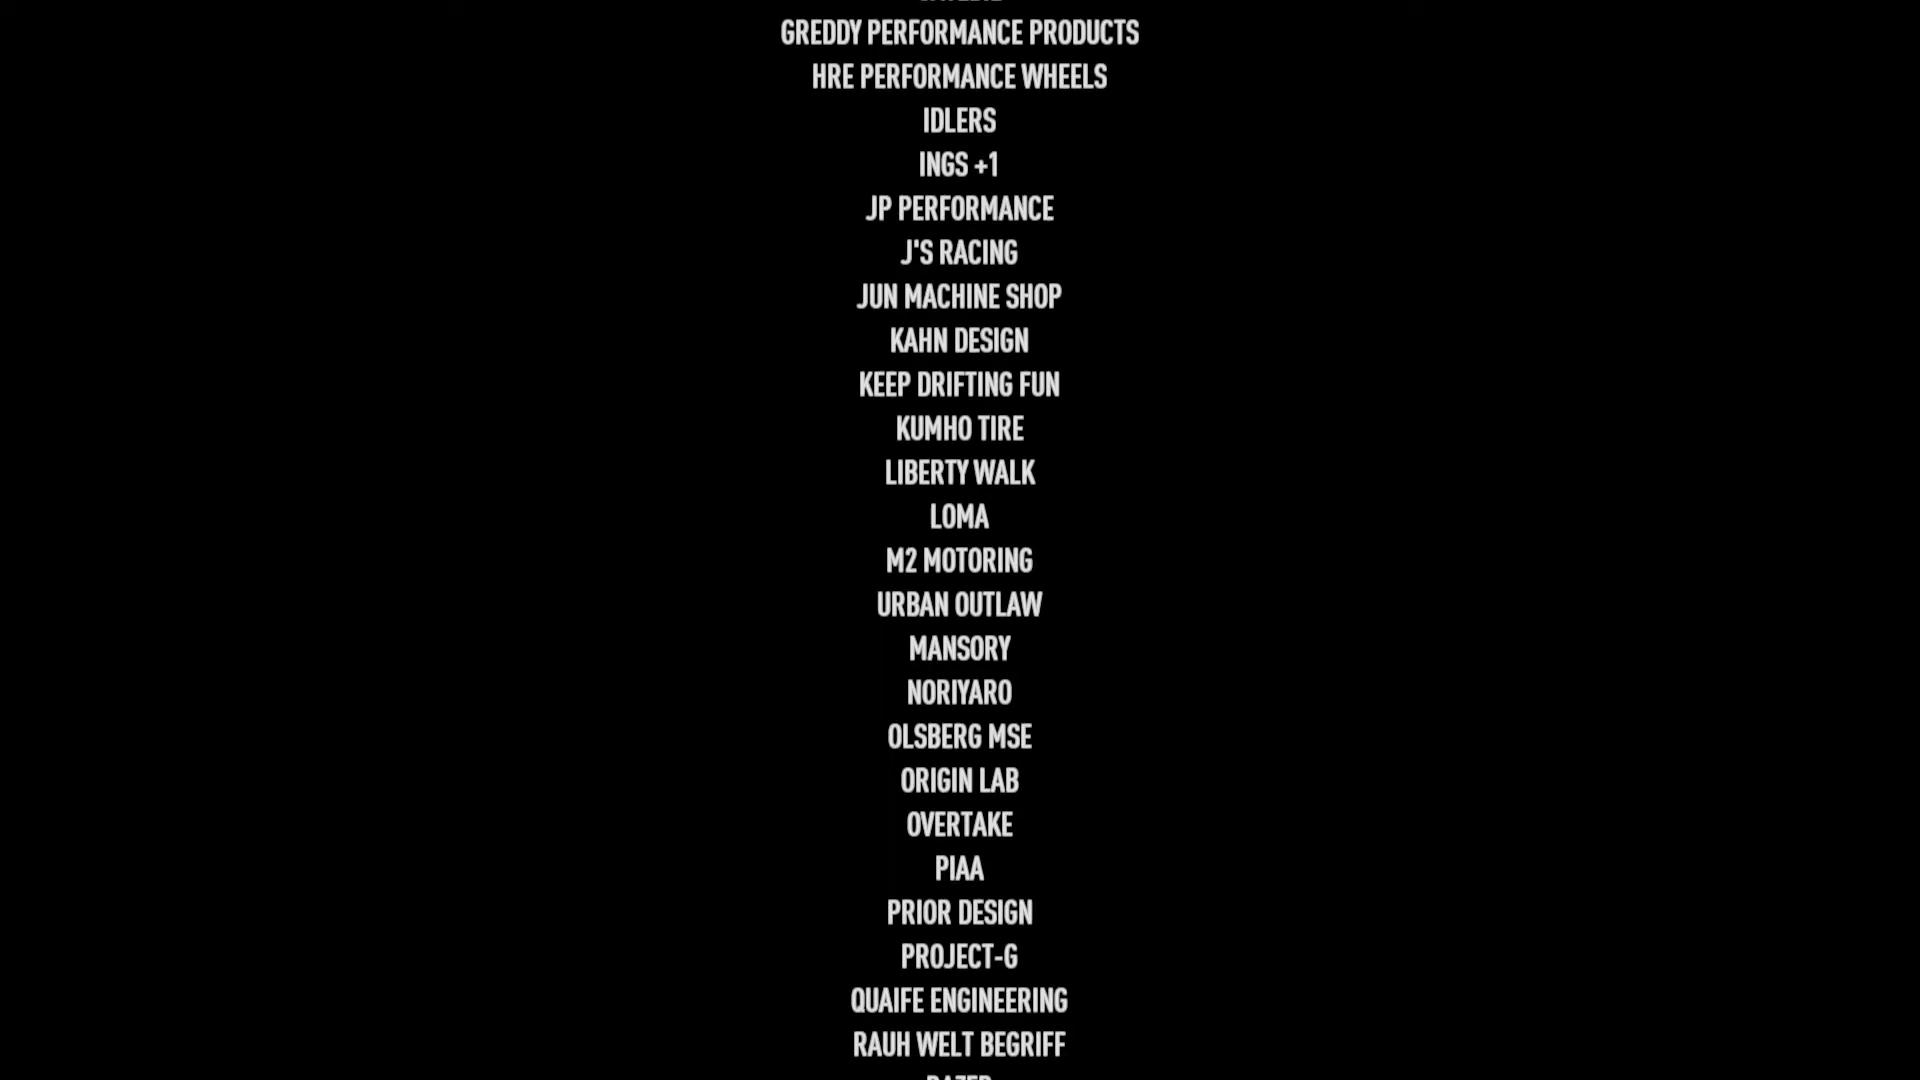 GREDDY PERFORMANCE PRODUCTS
HRE PERFORMANCE WHEELS
IDLERS
INGS +1
JP PERFORMANCE
J'S RACING
JUN MACHINE SHOP
KAHN DESIGN
KEEP DRIFTING FUN
KUMHO TIRE
LIBERTY WALK
LOMA
M2 MOTORING
URBAN OUTLAW
MANSORY
NORIYARO
OLSBERG MSE
ORIGIN LAB
OVERTAKE
PIAA
PRIOR DESIGN
PROJECT-G
QUAIFE ENGINEERING
RAUH WELT BEGRIFF